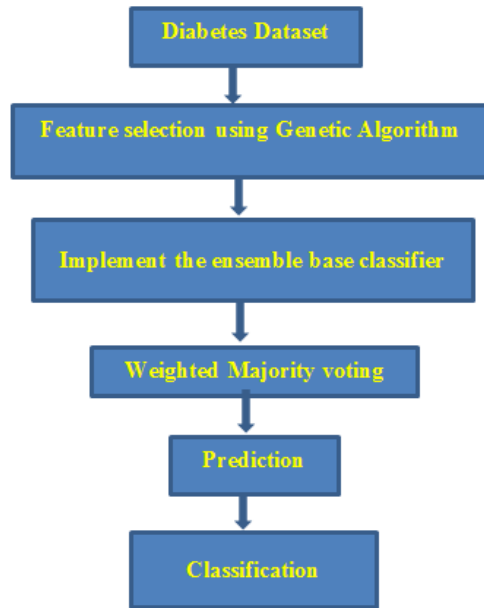 Diabetes Dataset
Feature selection using Genetic Algorithm
Implement the ensemble base classifier
Weighted Majority voting
Prediction
Classification